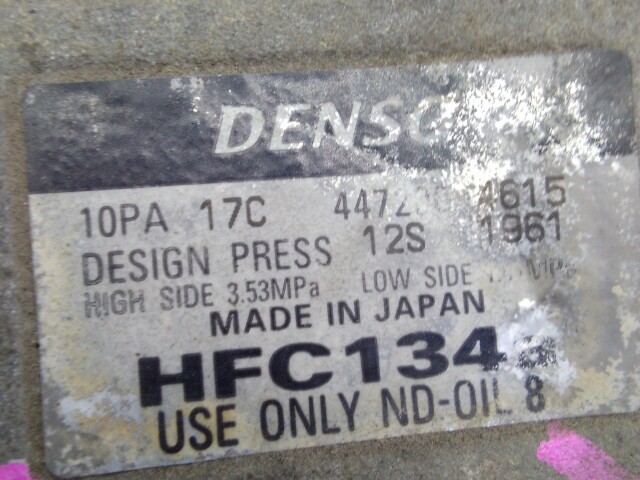 DENSO
10PA 17C 4615
DESIGN PRESS 12S 1961
HIGH SIDE 3.53MPa LOW SIDE
MADE IN JAPAN
HFC134a
USE ONLY ND-OIL 8